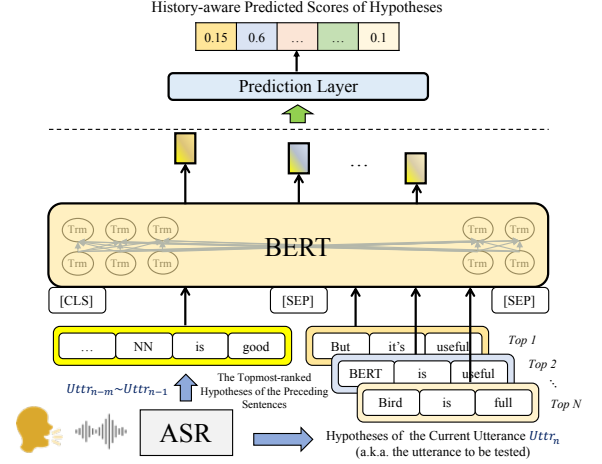 History-aware Predicted Scores of Hypotheses
0.15 0.6 … … 0.1
Prediction Layer
…
Trm Trm Trm Trm Trm
BERT
Trm Trm Trm Trm Trm
[CLS] [SEP] [SEP]
… NN is good
But it's useful Top 1
BERT is useful Top 2
Bird is full Top N
Uttrn-m~Uttrn-1
The Topmost-ranked
Hypotheses of the Preceding
Sentences
ASR
Hypotheses of the Current Utterance Uttrn
(a.k.a. the utterance to be tested)